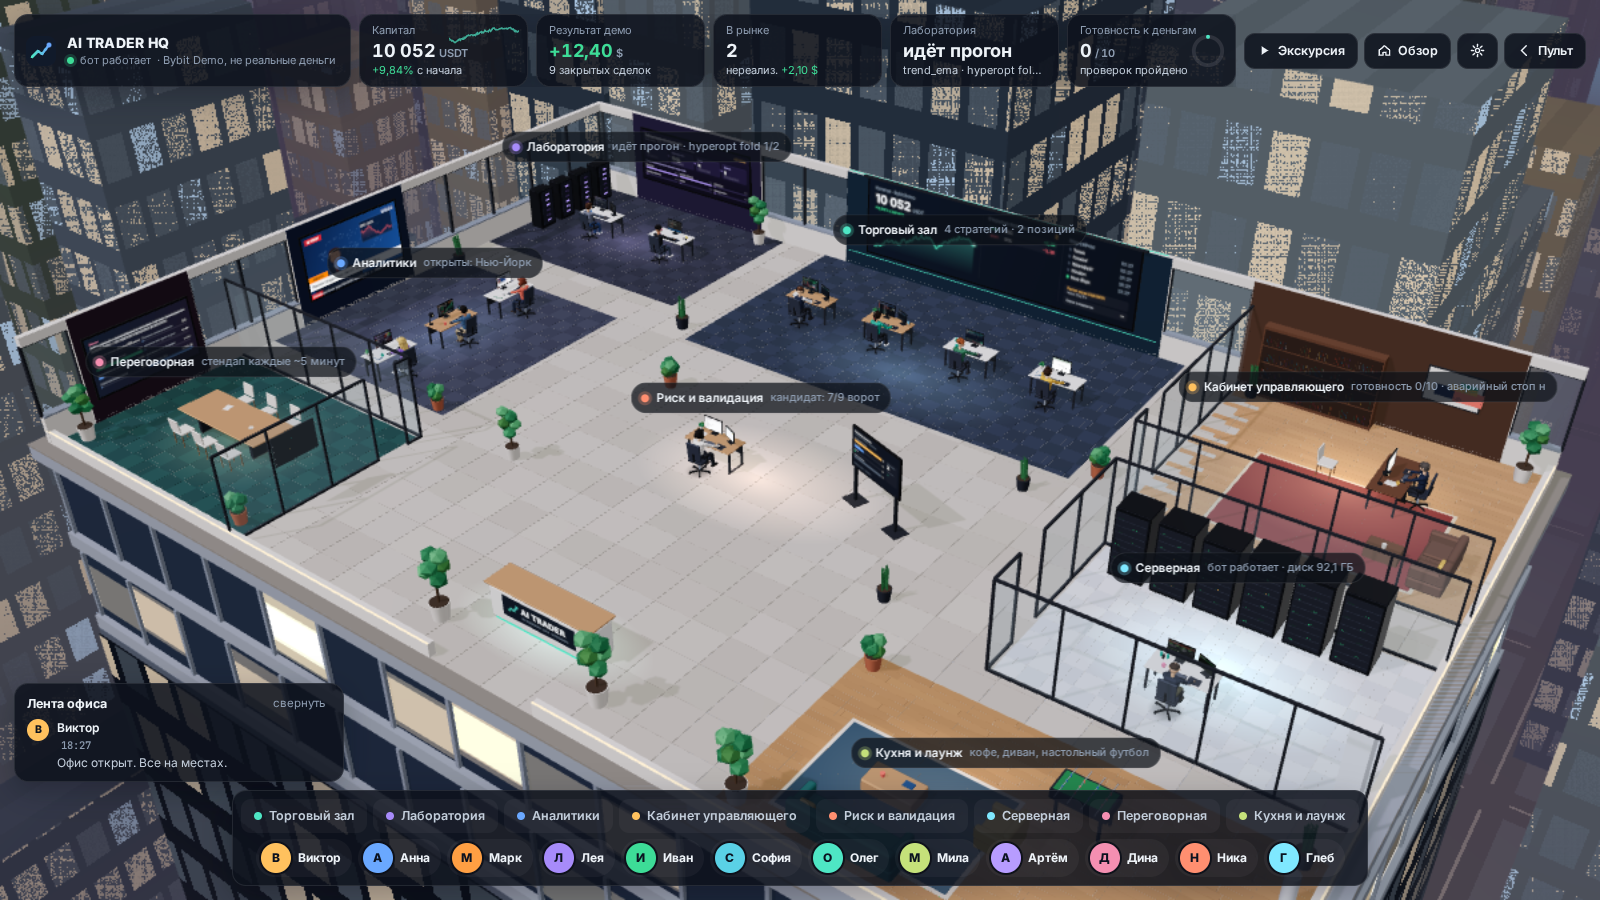 AI TRADER HQ
бот работает · Bybit Demo, не реальные деньги
Капитал
10 052 USDT
+9,84% с начала
Результат демо
+12,40 $
9 закрытых сделок
В рынке
2
нереализ. +2,10 $
Лаборатория
идёт прогон
trend_ema · hyperopt fol...
Готовность к деньгам
0 / 10
проверок пройдено
Экскурсия
Обзор
Пульт
Лаборатория идёт прогон · hyperopt fold 1/2
10 052
Торговый зал 4 стратегий · 2 позиций
Аналитики открыты: Нью-Йорк
Переговорная стендап каждые ~5 минут
Кабинет управляющего готовность 0/10 · аварийный стоп н
Риск и валидация кандидат: 7/9 ворот
Серверная бот работает · диск 92,1 ГБ
AI TRADER
Лента офиса
свернуть
В
Виктор
18:27
Офис открыт. Все на местах.
Кухня и лаунж кофе, диван, настольный футбол
Торговый зал
Лаборатория
Аналитики
Кабинет управляющего
Риск и валидация
Серверная
Переговорная
Кухня и лаунж
В Виктор
А Анна
М Марк
Л Лея
И Иван
С София
О Олег
М Мила
А Артём
Д Дина
Н Ника
Г Глеб